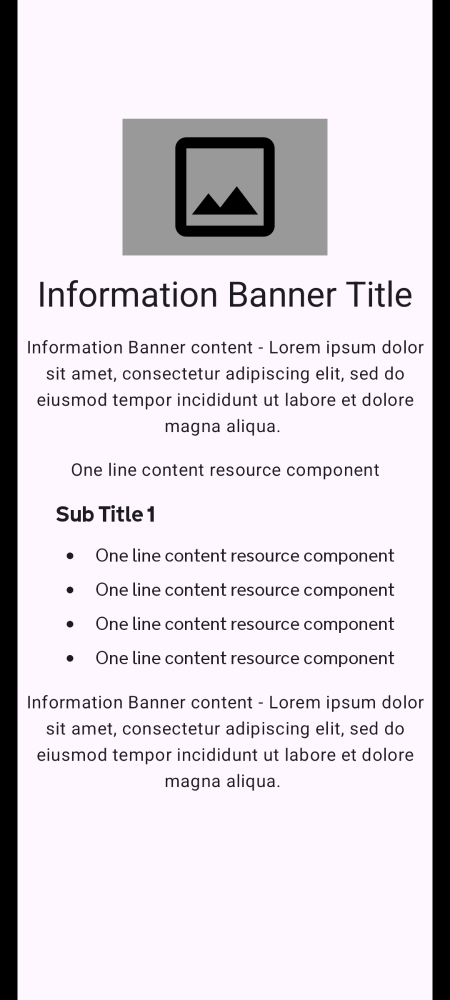 Information Banner Title
Information Banner content - Lorem ipsum dolor
sit amet, consectetur adipiscing elit, sed do
eiusmod tempor incididunt ut labore et dolore
magna aliqua.
One line content resource component
Sub Title 1
• One line content resource component
• One line content resource component
• One line content resource component
• One line content resource component
Information Banner content - Lorem ipsum dolor
sit amet, consectetur adipiscing elit, sed do
eiusmod tempor incididunt ut labore et dolore
magna aliqua.